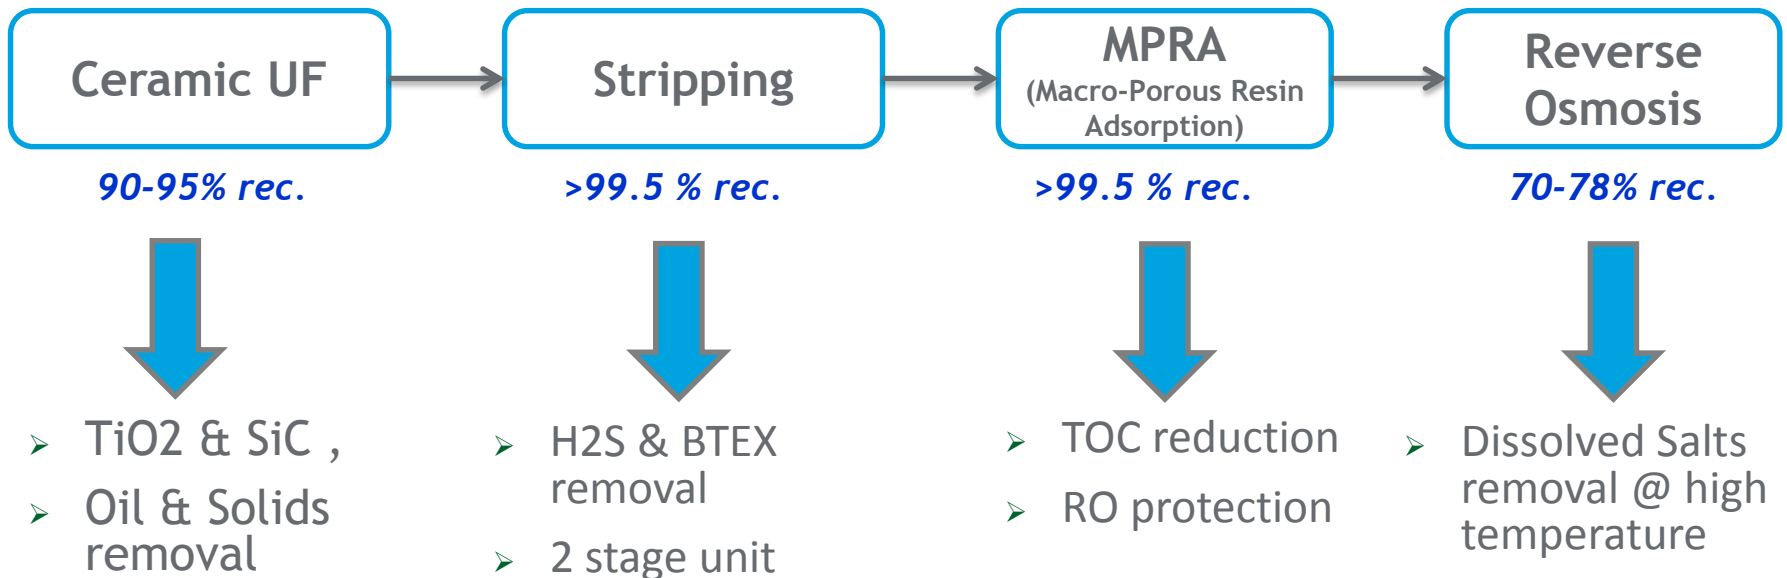 Ceramic UF
Stripping
MPRA
(Macro-Porous Resin
Adsorption)
Reverse
Osmosis
90-95% rec.
>99.5 % rec.
>99.5 % rec.
70-78% rec.
➢ TiO2 & SiC ,
➢ Oil & Solids
removal
➢ H2S & BTEX
removal
➢ 2 stage unit
➢ TOC reduction
➢ RO protection
➢ Dissolved Salts
removal @ high
temperature